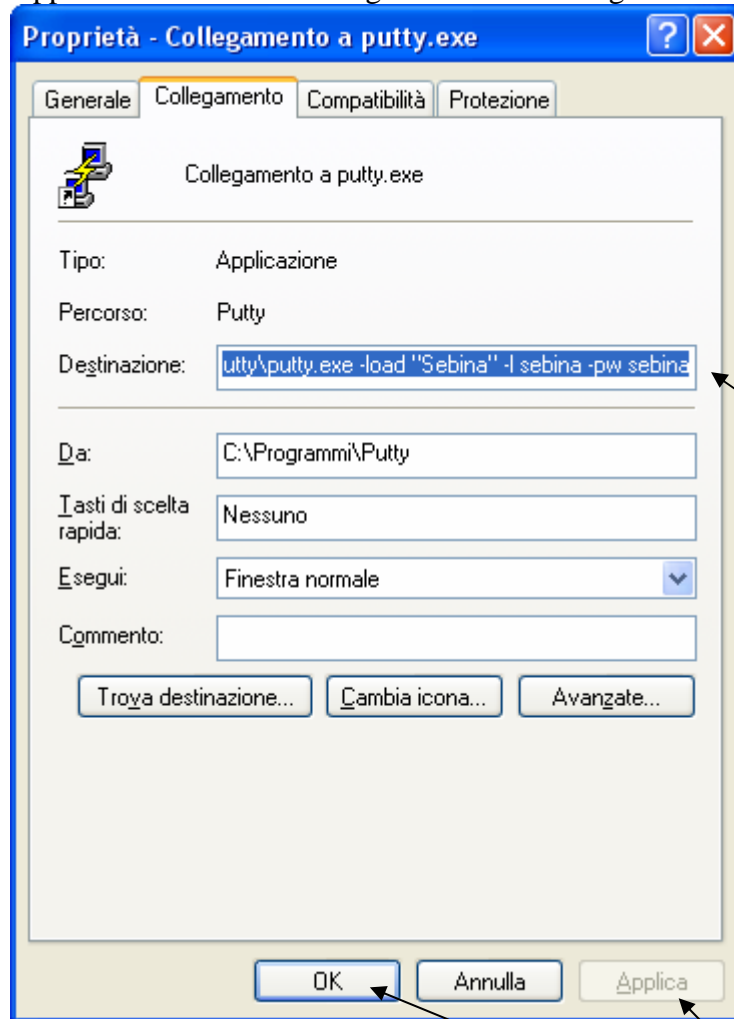 Proprietà - Collegamento a putty.exe
Generale Collegamento Compatibilità Protezione
Collegamento a putty.exe
Tipo: Applicazione
Percorso: Putty
Destinazione: utty\putty.exe -load "Sebina" -l sebina -pw sebina
Da: C:\Programmi\Putty
Tasti di scelta rapida: Nessuno
Esegui: Finestra normale
Commento:
Trova destinazione... Cambia icona... Avanzate...
OK Annulla Applica